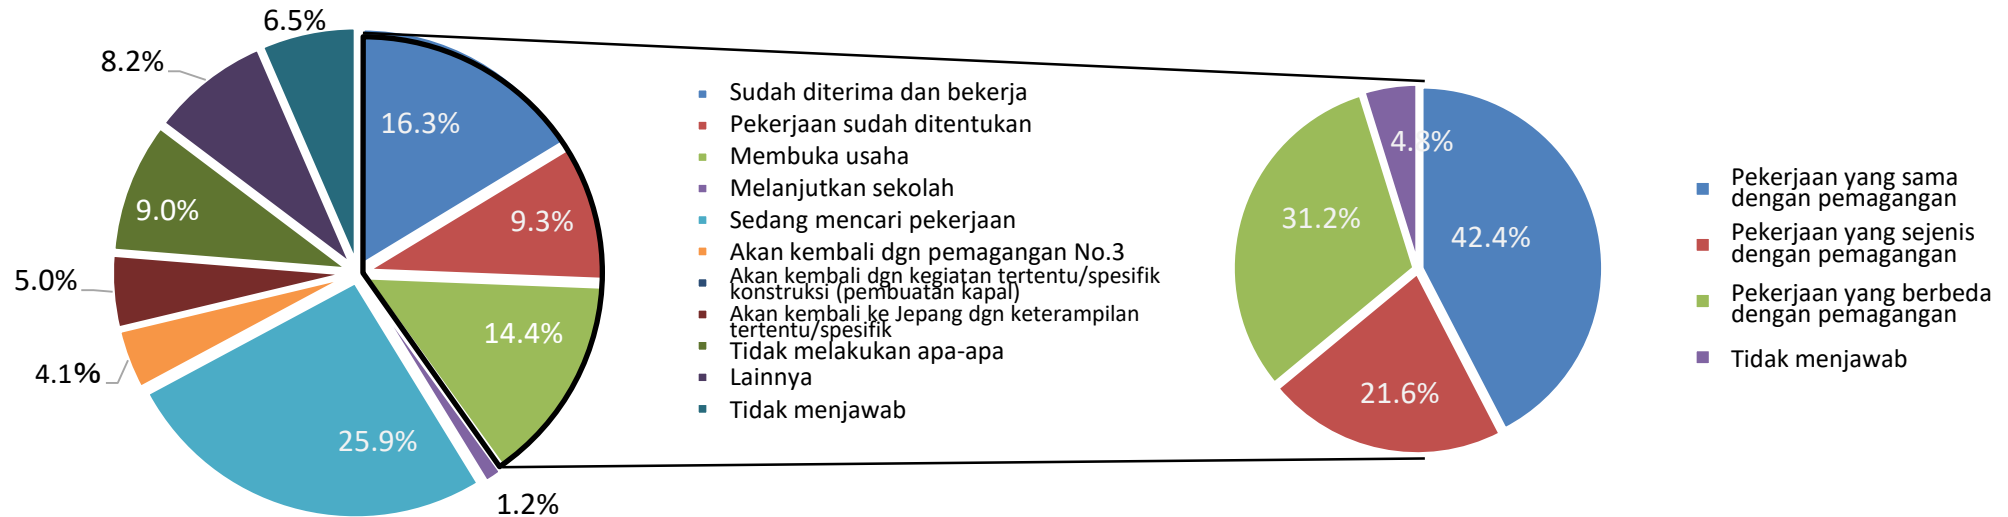 6.5%
8.2%
16.3%
9.3%
9.0%
5.0%
14.4%
4.1%
25.9%
1.2%
Sudah diterima dan bekerja
Pekerjaan sudah ditentukan
Membuka usaha
Melanjutkan sekolah
Sedang mencari pekerjaan
Akan kembali dgn pemagangan No.3
Akan kembali dgn kegiatan tertentu/spesifik
konstruksi (pembuatan kapal)
Akan kembali ke Jepang dgn keterampilan
tertentu/spesifik
Tidak melakukan apa-apa
Lainnya
Tidak menjawab
4.8%
31.2%
42.4%
21.6%
Pekerjaan yang sama
dengan pemagangan
Pekerjaan yang sejenis
dengan pemagangan
Pekerjaan yang berbeda
dengan pemagangan
Tidak menjawab